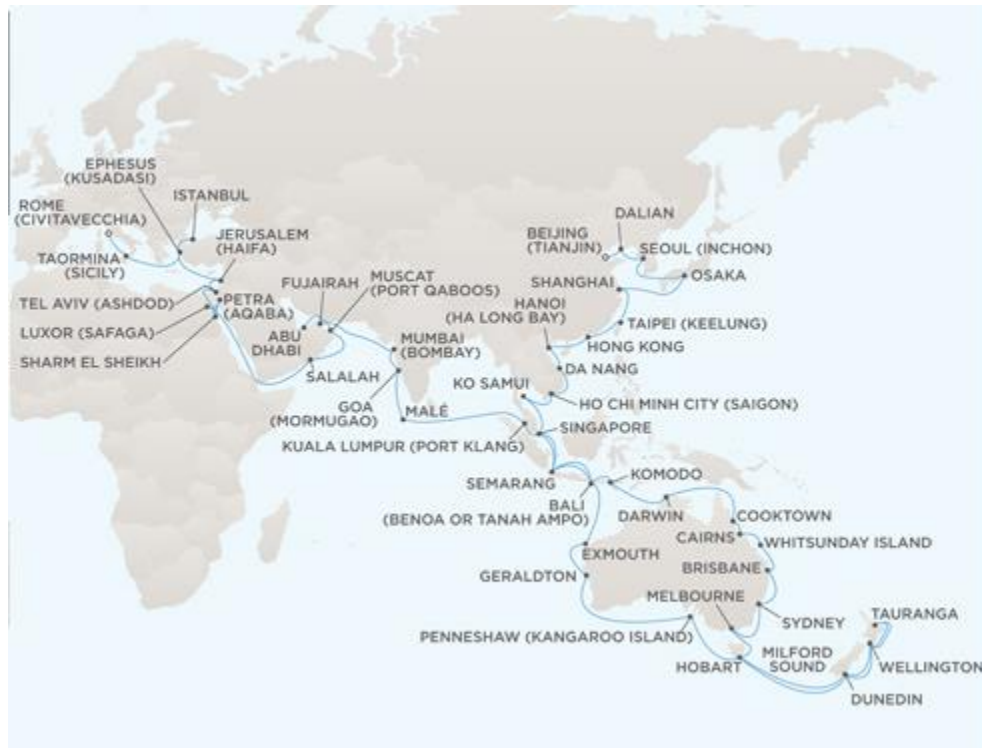 EPHESUS
(KUSADASI)
ISTANBUL
ROME
(CIVITAVECCHIA)
TAORMINA
(SICILY)
JERUSALEM
(HAIFA)
TEL AVIV (ASHDOD)
PETRA
(AQABA)
LUXOR (SAFAGA)
SHARM EL SHEIKH
FUJAIRAH
MUSCAT
(PORT QABOOS)
ABU
DHABI
SALALAH
MUMBAI
(BOMBAY)
GOA
(MORMUGAO)
MALÉ
DALIAN
BEIJING
(TIANJIN)
SEOUL (INCHON)
OSAKA
SHANGHAI
HANOI
(HA LONG BAY)
TAIPEI (KEELUNG)
HONG KONG
DA NANG
KO SAMUI
HO CHI MINH CITY (SAIGON)
SINGAPORE
KUALA LUMPUR (PORT KLANG)
SEMARANG
KOMODO
BALI
(BENOA OR TANAH AMPO)
DARWIN
COOKTOWN
CAIRNS
WHITSUNDAY ISLAND
EXMOUTH
BRISBANE
GERALDTON
MELBOURNE
SYDNEY
TAURANGA
PENNESHAW (KANGAROO ISLAND)
HOBART
MILFORD
SOUND
WELLINGTON
DUNEDIN